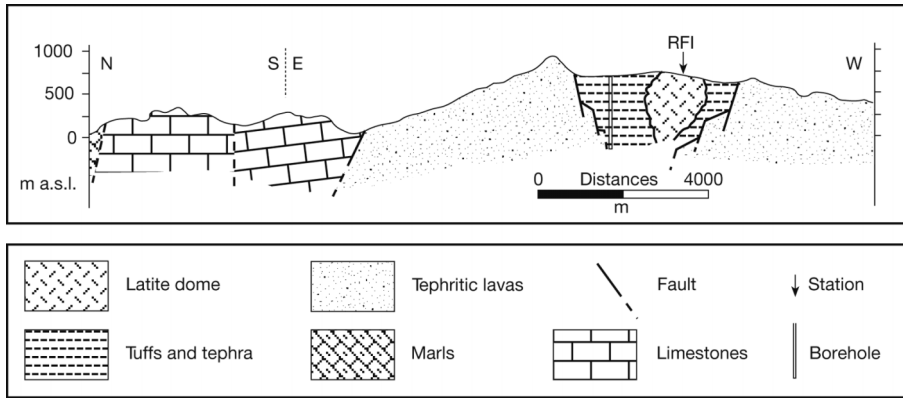 RFI
1000
N
S E
W
500
0
m a.s.l.
0 Distances 4000
m
Latite dome
Tephritic lavas
Fault
Station
Tuffs and tephra
Marls
Limestones
Borehole